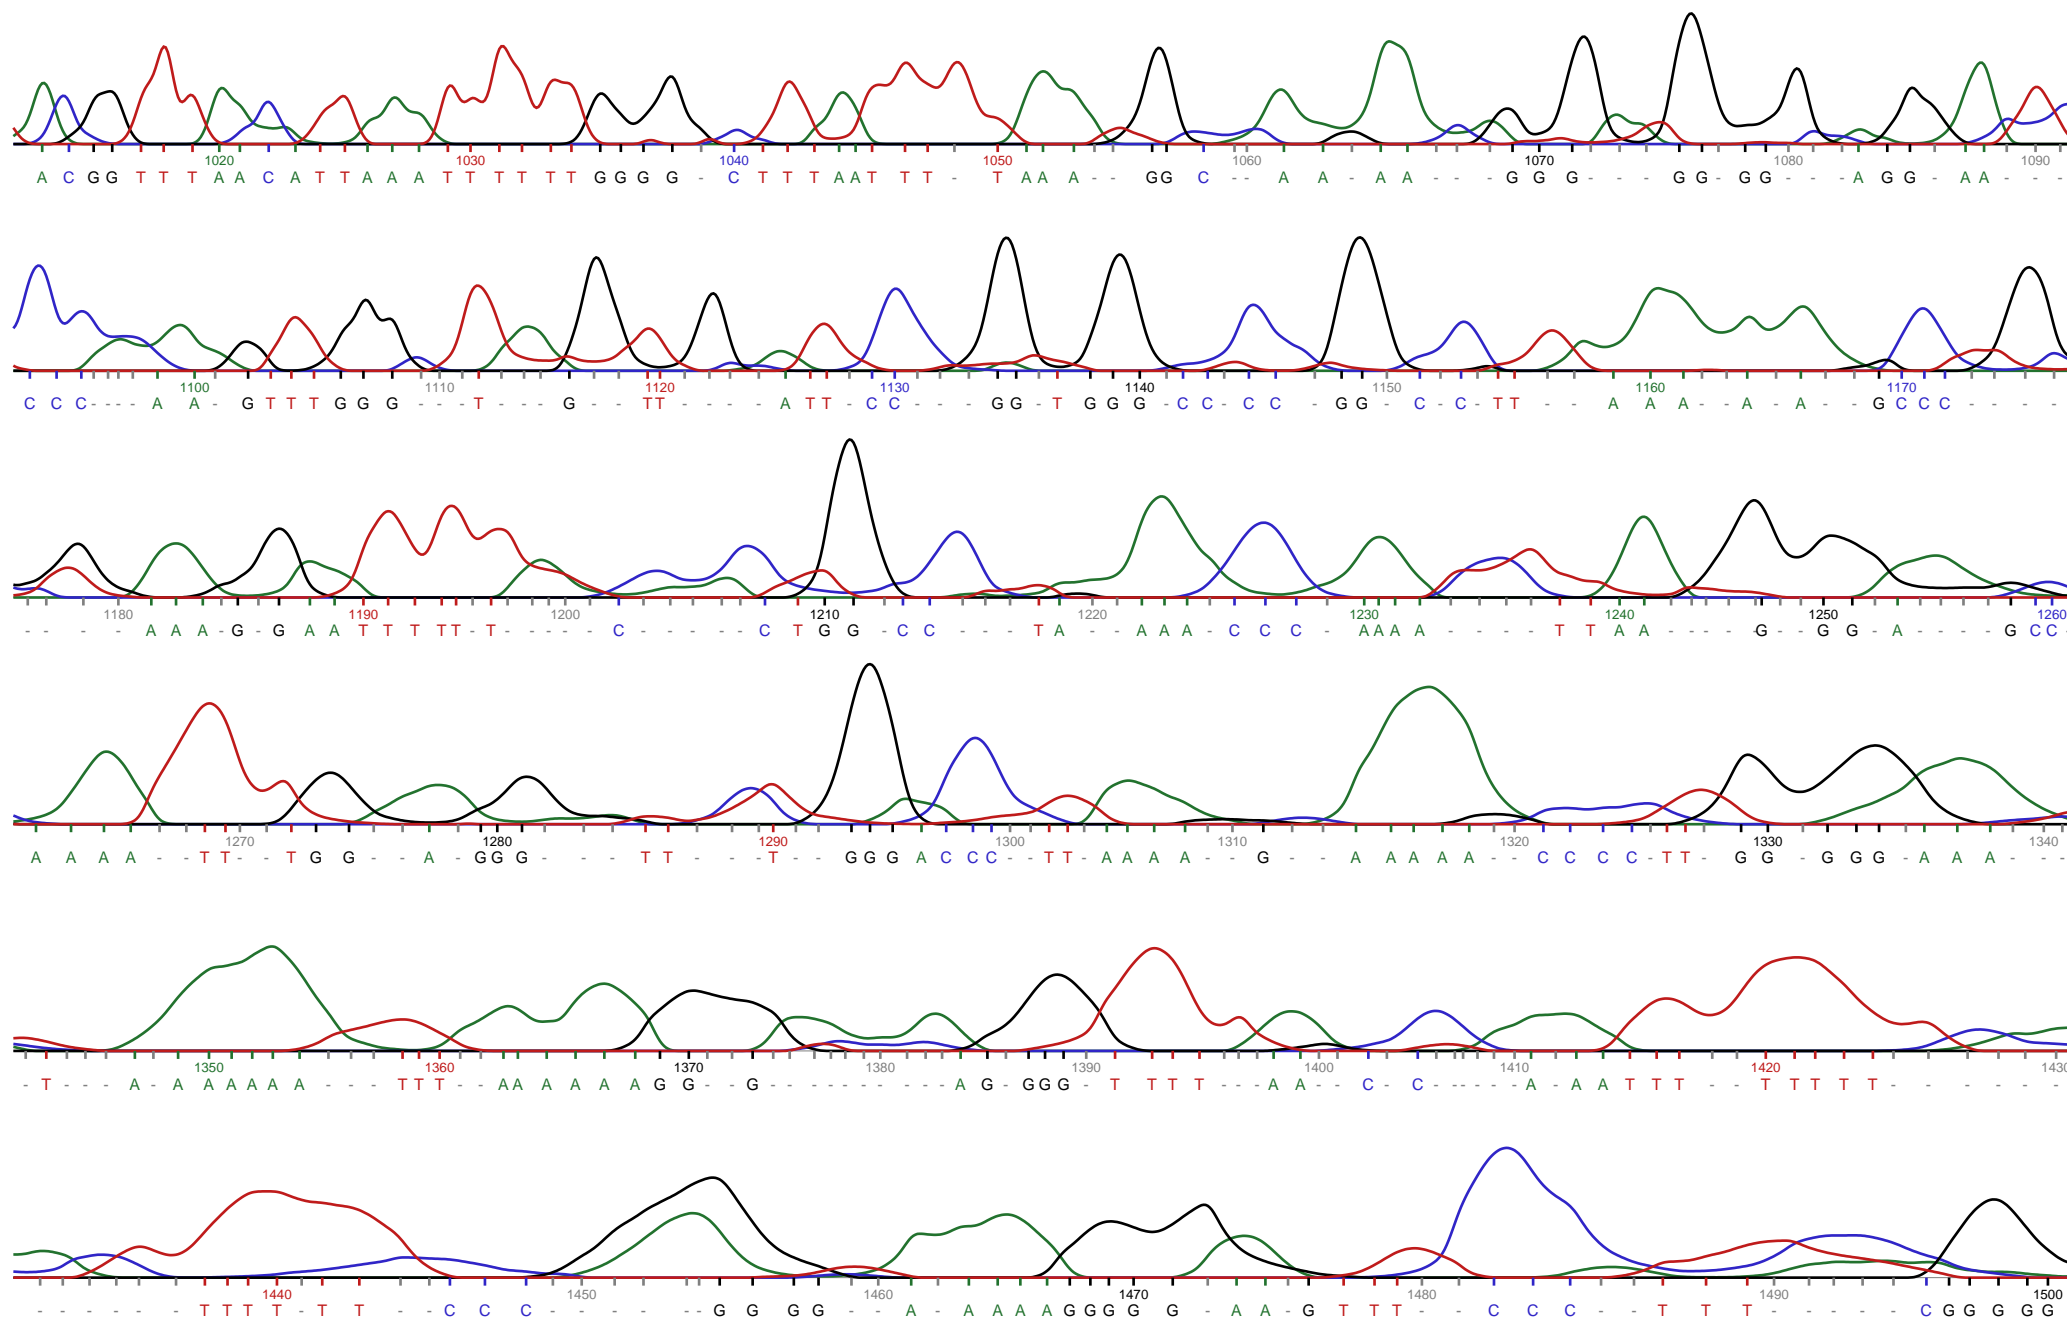 1020 1030 1040 1050 1060 1070 1080 1090
A C G G T T T A A C A T T A A A T T T T T T G G G G - C T T T A A T T T - T A A A - - G G C - - A A - A A - - - G G G - - - G G - G G - - - A G G - A A - - -
1100 1110 1120 1130 1140 1150 1160 1170
C C C - - - - A A - G T T T G G G - - - T - - - G - - - T T - - - - A T T - C C - - - - G G - T G G G - C C - C C - - G G - C - C - T T - - A A A - - A - A - - - G C C C - - - - -
1180 1190 1200 1210 1220 1230 1240 1250 1260
- - - - A A A - G - G A A T T T T T - T - - - - - C - - - - - - C T G G - C C - - - T A - - A A A - C C C - A A A A - - - - T T A A - - - - G - - G G - A - - - - G C C -
1270 1280 1290 1300 1310 1320 1330 1340
A A A A - - T T - - T G G - - A - G G G - - - T T - - - T - - G G G A C C C - - T T - A A A A - - G - - A A A A A - - C C C C - T T - G G - G G G - A A A - - -
1350 1360 1370 1380 1390 1400 1410 1420 1430
- T - - - A - A A A A A A - - - T T T - - A A A A A A G G - - G - - - - - - - - - A G - G G G - T T T T - - - A A - - C - C - - - - - A - A A T T T - - T T T T T - - - - - -
1440 1450 1460 1470 1480 1490 1500
- - - - - - - T T T T - T T - - C C C - - - - - - - G G G G - - A - A A A A G G G G G - A A - G T T T - - C C C - - T T T - - - - - C G G G G G